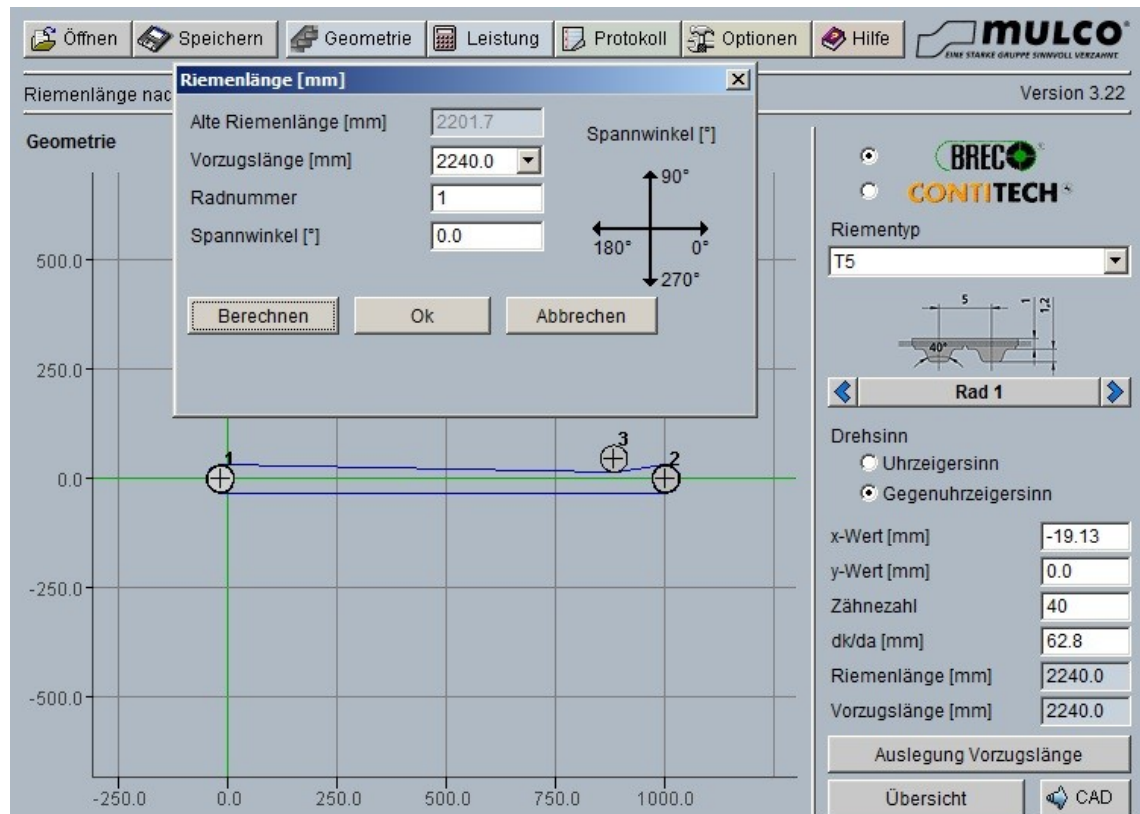 Öffnen Speichern Geometrie Leistung Protokoll Optionen Hilfe
MULCO
EINE STARKE GRUPPE SINNVOLL VERZAHNT
Riemenlänge nac
Version 3.22
Riemenlänge [mm]
Alte Riemenlänge [mm] 2201.7
Vorzugslänge [mm] 2240.0
Radnummer 1
Spannwinkel [°] 0.0
Spannwinkel [°]
90°
180° 0°
270°
Berechnen Ok Abbrechen
Geometrie
500.0
250.0
0.0
-250.0
-500.0
-250.0 0.0 250.0 500.0 750.0 1000.0
1
3
2
BRECO
CONTITECH
Riementyp
T5
5
1
1,2
40°
Rad 1
Drehsinn
Uhrzeigersinn
Gegenuhrzeigersinn
x-Wert [mm] -19.13
y-Wert [mm] 0.0
Zähnezahl 40
dk/da [mm] 62.8
Riemenlänge [mm] 2240.0
Vorzugslänge [mm] 2240.0
Auslegung Vorzugslänge
Übersicht CAD